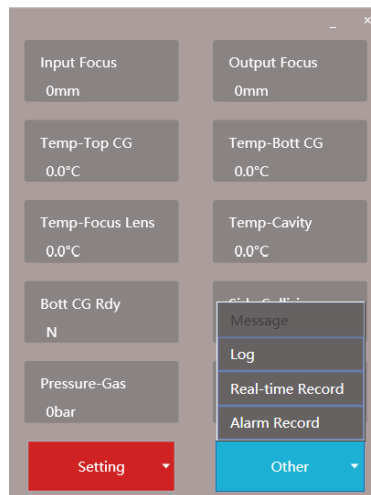 Input Focus
Output Focus
0mm
0mm
Temp-Top CG
Temp-Bott CG
0.0°C
0.0°C
Temp-Focus Lens
Temp-Cavity
0.0°C
0.0°C
Bott CG Rdy
N
Message
Log
Pressure-Gas
Real-time Record
0bar
Alarm Record
Setting
Other